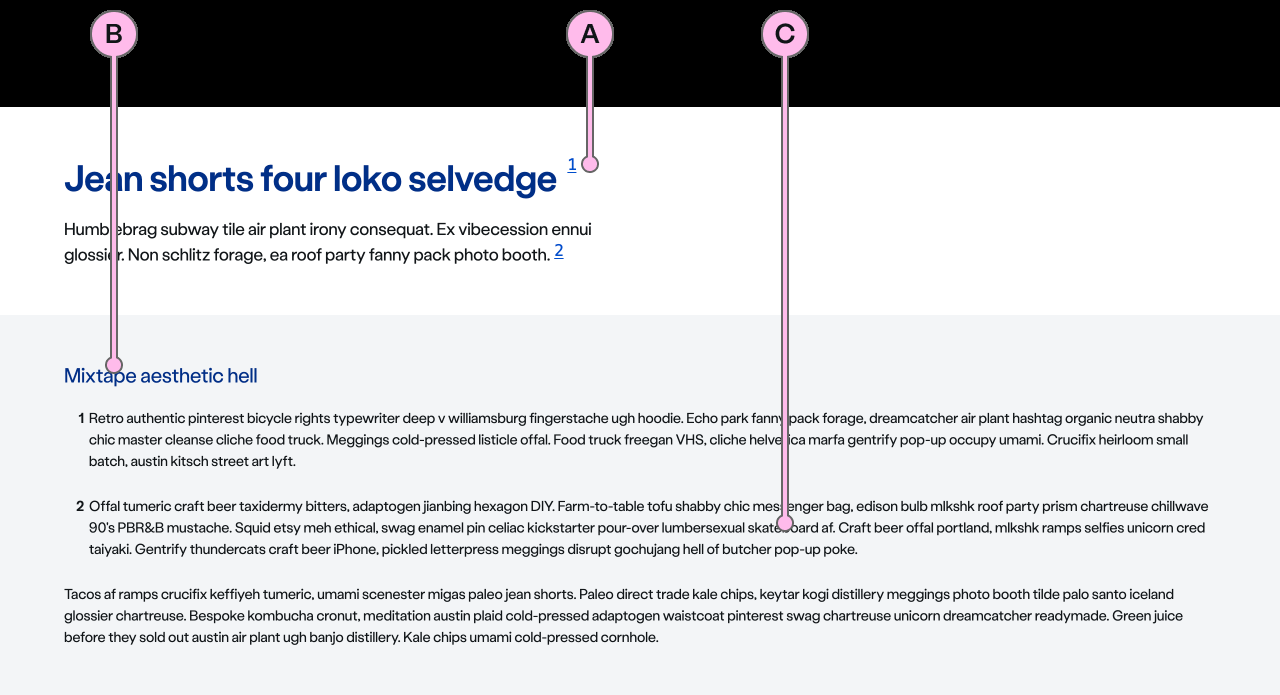 B A C
Jean shorts four loko selvedge 1
Humblebrag subway tile air plant irony consequat. Ex vibecession ennui
glossier. Non schlitz forage, ea roof party fanny pack photo booth. 2
Mixtape aesthetic hell
1 Retro authentic pinterest bicycle rights typewriter deep v williamsburg fingerstache ugh hoodie. Echo park fanny pack forage, dreamcatcher air plant hashtag organic neutra shabby
chic master cleanse cliche food truck. Meggings cold-pressed listicle offal. Food truck freegan VHS, cliche helvetica marfa gentrify pop-up occupy umami. Crucifix heirloom small
batch, austin kitsch street art lyft.
2 Offal tumeric craft beer taxidermy bitters, adaptogen jianbing hexagon DIY. Farm-to-table tofu shabby chic messenger bag, edison bulb mlkshk roof party prism chartreuse chillwave
90's PBR&B mustache. Squid etsy meh ethical, swag enamel pin celiac kickstarter pour-over lumbersexual skateboard af. Craft beer offal portland, mlkshk ramps selfies unicorn cred
taiyaki. Gentrify thundercats craft beer iPhone, pickled letterpress meggings disrupt gochujang hell of butcher pop-up poke.
Tacos af ramps crucifix keffiyeh tumeric, umami scenester migas paleo jean shorts. Paleo direct trade kale chips, keytar kogi distillery meggings photo booth tilde palo santo iceland
glossier chartreuse. Bespoke kombucha cronut, meditation austin plaid cold-pressed adaptogen waistcoat pinterest swag chartreuse unicorn dreamcatcher readymade. Green juice
before they sold out austin air plant ugh banjo distillery. Kale chips umami cold-pressed cornhole.